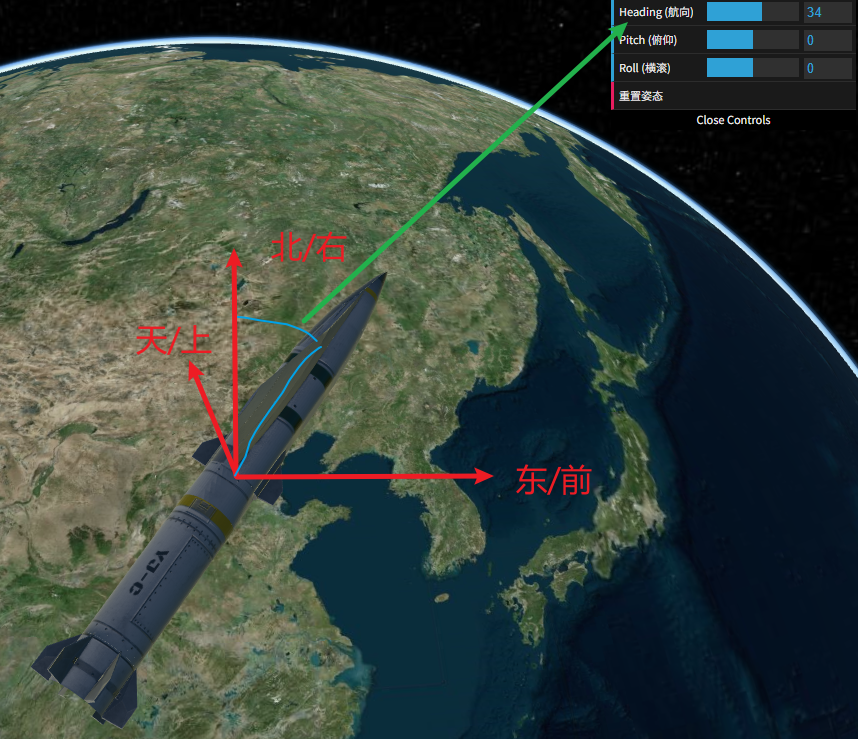 Heading (航向) 34
Pitch (俯仰) 0
Roll (横滚) 0
重置姿态
Close Controls
北/右
天/上
东/前
YJ-C